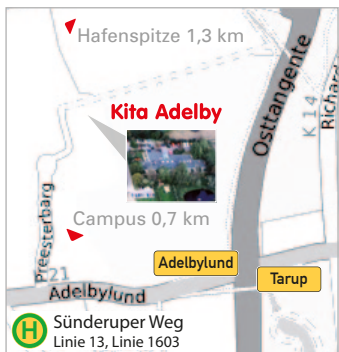 Hafenspitze 1,3 km
Osttangente
K 14
Richard
Kita Adelby
Preesterbarg
Campus 0,7 km
Adelbylund
Tarup
21
Adelbylund
H
Sünderuper Weg
Linie 13, Linie 1603